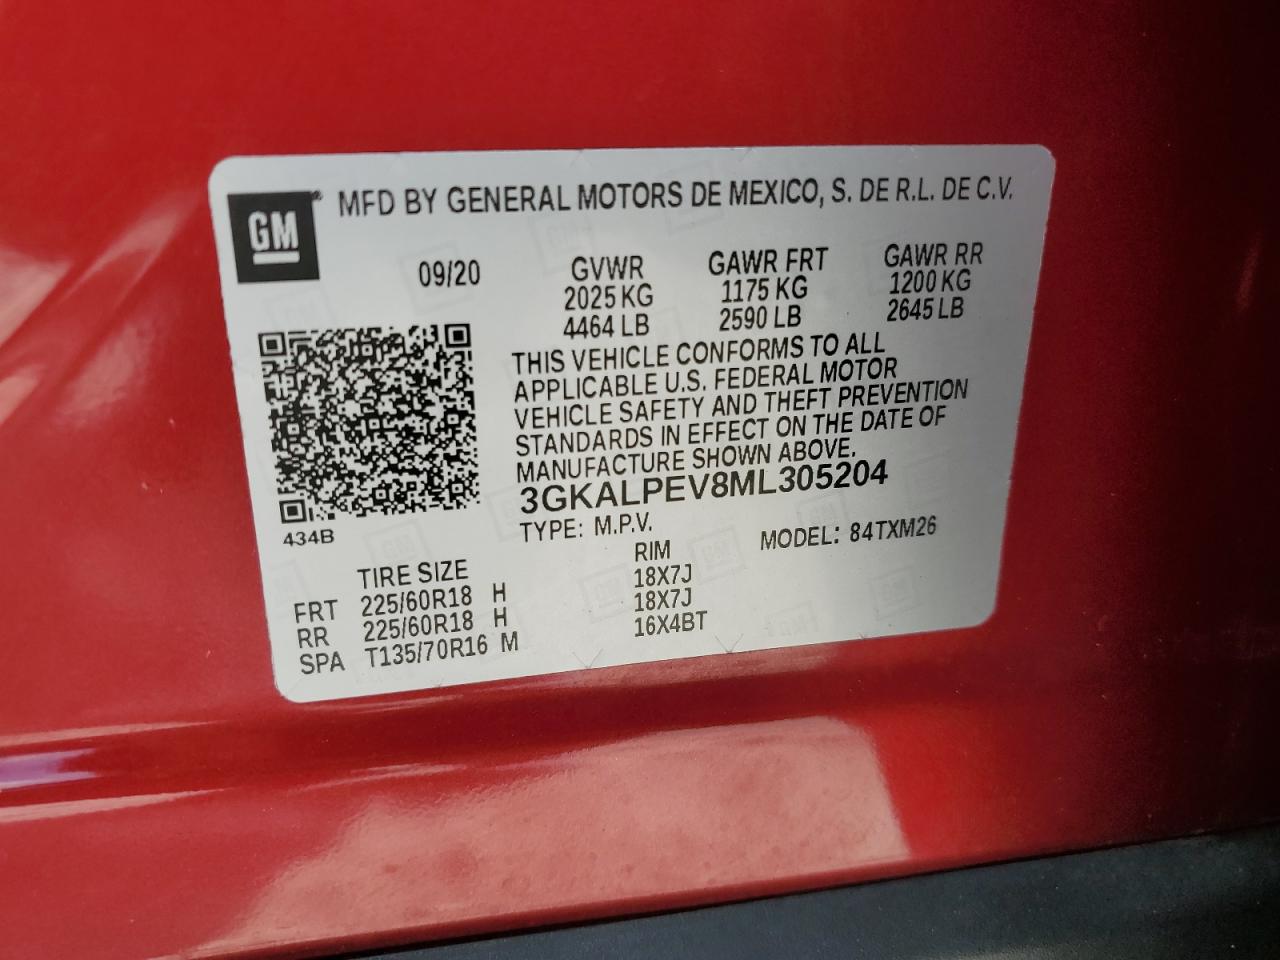 GM
MFD BY GENERAL MOTORS DE MEXICO, S. DE R.L. DE C.V.
09/20 GVWR GAWR FRT GAWR RR
2025 KG 1175 KG 1200 KG
4464 LB 2590 LB 2645 LB
THIS VEHICLE CONFORMS TO ALL
APPLICABLE U.S. FEDERAL MOTOR
VEHICLE SAFETY AND THEFT PREVENTION
STANDARDS IN EFFECT ON THE DATE OF
MANUFACTURE SHOWN ABOVE.
3GKALPEV8ML305204
434B
TYPE: M.P.V. MODEL: 84TXM26
TIRE SIZE RIM
FRT 225/60R18 H 18X7J
RR 225/60R18 H 18X7J
SPA T135/70R16 M 16X4BT